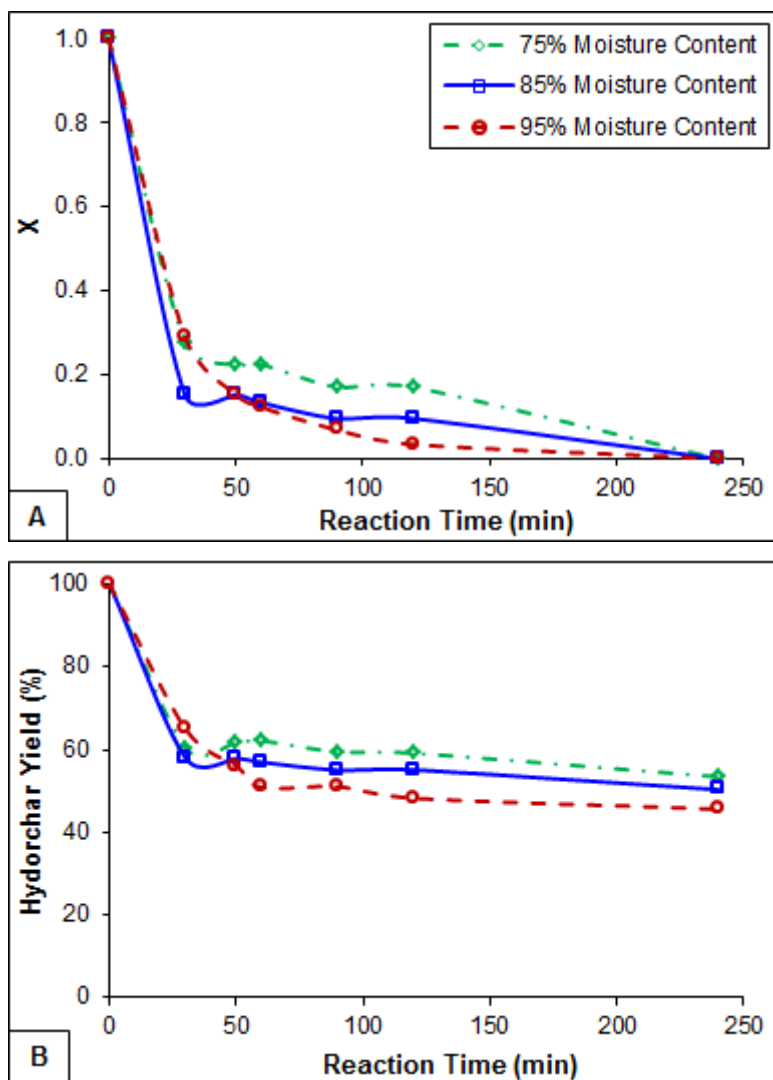 1.0
0.8
0.6
0.4
0.2
0.0
X
75% Moisture Content
85% Moisture Content
95% Moisture Content
0 50 100 150 200 250
Reaction Time (min)
A
100
80
60
40
20
0
Hydorchar Yield (%)
0 50 100 150 200 250
Reaction Time (min)
B